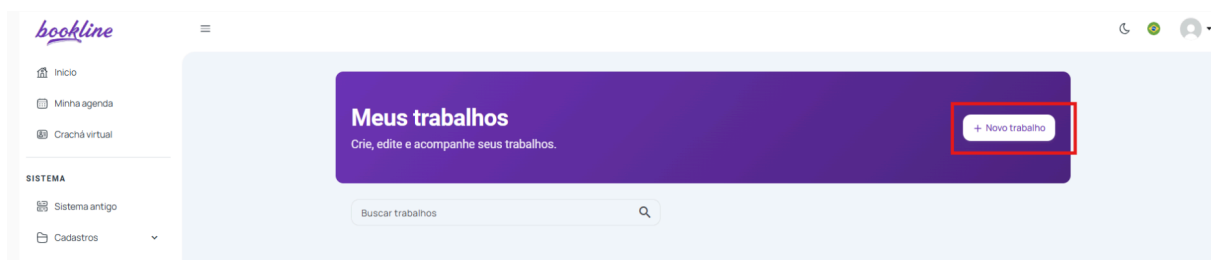 bookline
Início
Minha agenda
Crachá virtual
SISTEMA
Sistema antigo
Cadastros
Meus trabalhos
Crie, edite e acompanhe seus trabalhos.
+ Novo trabalho
Buscar trabalhos